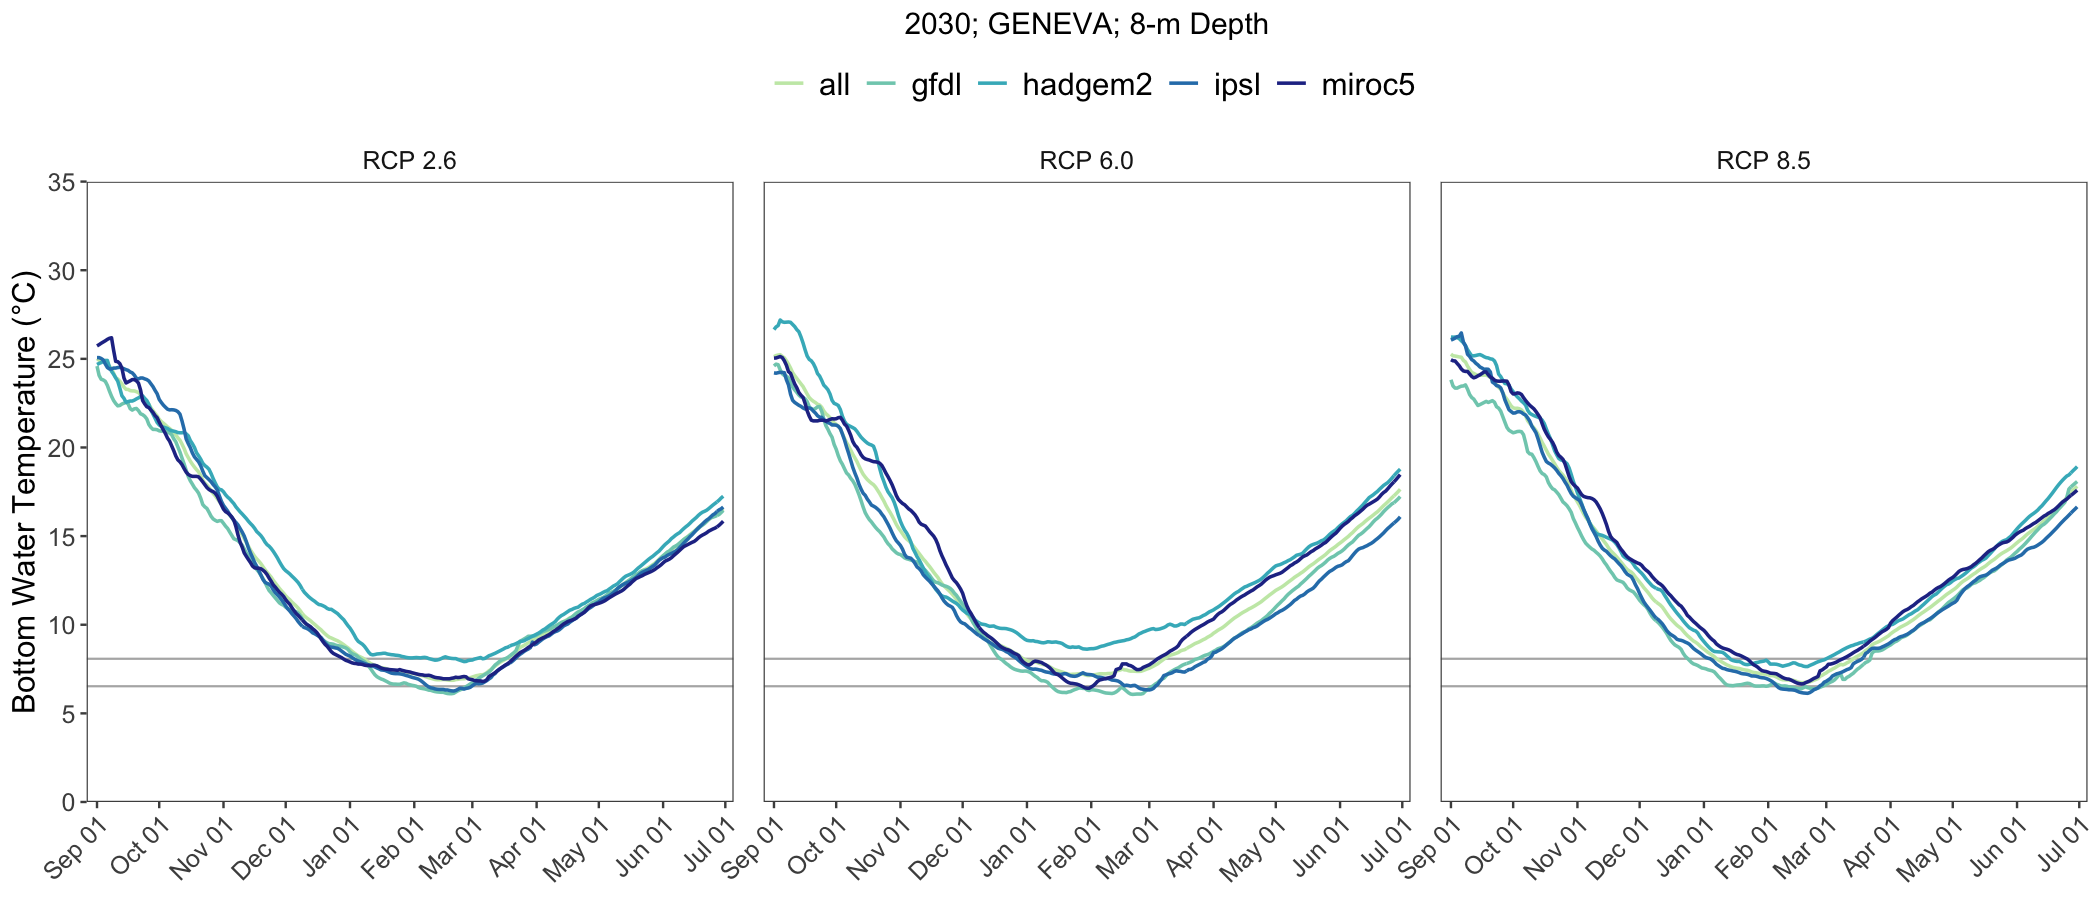 2030; GENEVA; 8-m Depth
all gfdl hadgem2 ipsl miroc5
RCP 2.6 RCP 6.0 RCP 8.5
Bottom Water Temperature (°C)
35
30
25
20
15
10
5
0
Sep 01 Oct 01 Nov 01 Dec 01 Jan 01 Feb 01 Mar 01 Apr 01 May 01 Jun 01 Jul 01
Sep 01 Oct 01 Nov 01 Dec 01 Jan 01 Feb 01 Mar 01 Apr 01 May 01 Jun 01 Jul 01
Sep 01 Oct 01 Nov 01 Dec 01 Jan 01 Feb 01 Mar 01 Apr 01 May 01 Jun 01 Jul 01